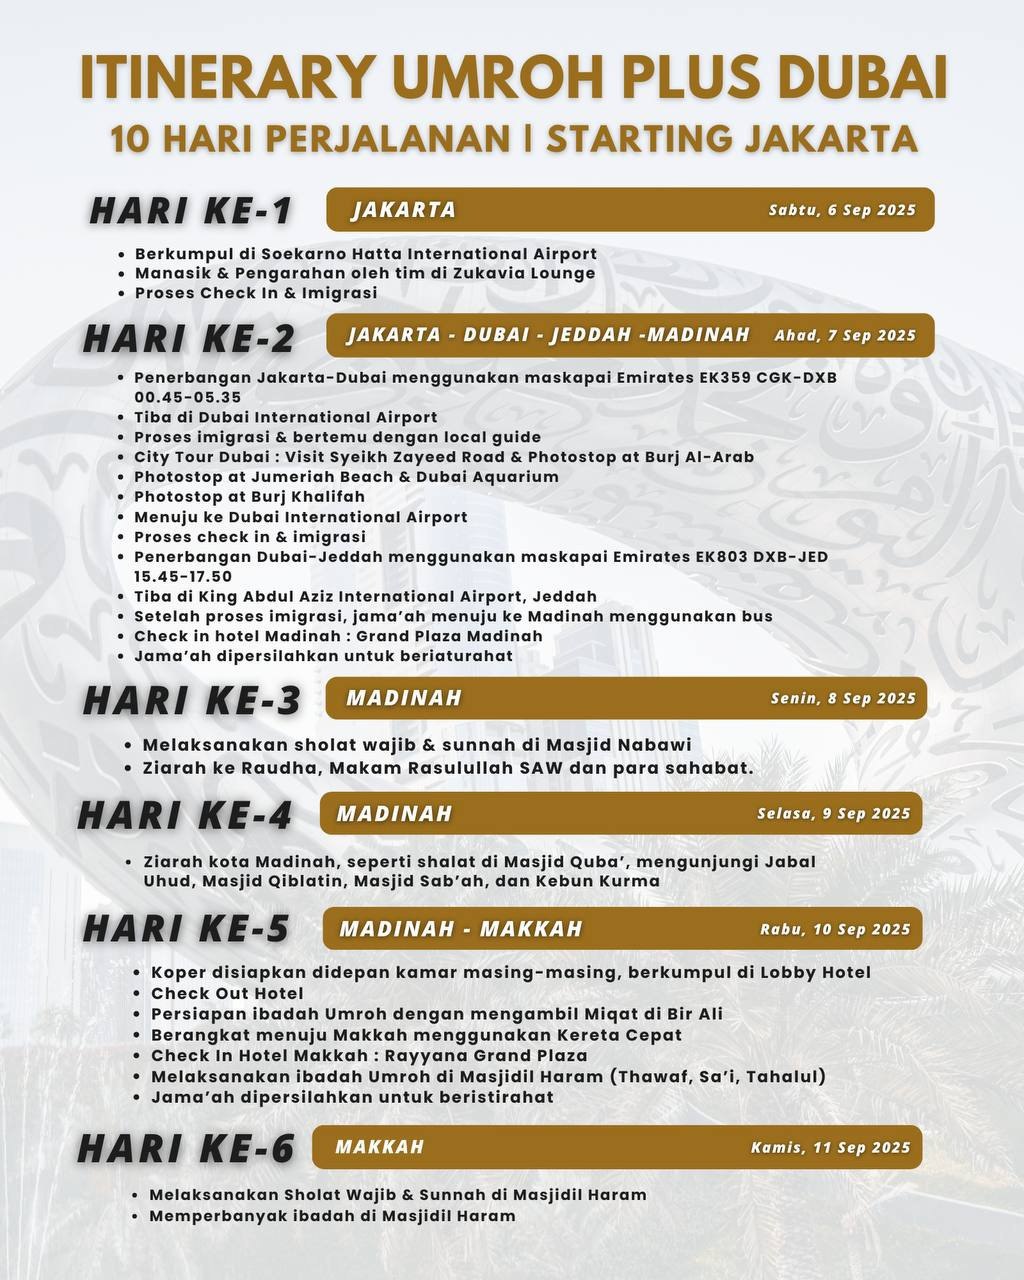 ITINERARY UMROH PLUS DUBAI
10 HARI PERJALANAN | STARTING JAKARTA
HARI KE-1 JAKARTA Sabtu, 6 Sep 2025
• Berkumpul di Soekarno Hatta International Airport
• Manasik & Pengarahan oleh tim di Zukavia Lounge
• Proses Check In & Imigrasi
HARI KE-2 JAKARTA - DUBAI - JEDDAH -MADINAH Ahad, 7 Sep 2025
• Penerbangan Jakarta-Dubai menggunakan maskapai Emirates EK359 CGK-DXB
00.45-05.35
• Tiba di Dubai International Airport
• Proses imigrasi & bertemu dengan local guide
• City Tour Dubai : Visit Syeikh Zayeed Road & Photostop at Burj Al-Arab
• Photostop at Jumeriah Beach & Dubai Aquarium
• Photostop at Burj Khalifah
• Menuju ke Dubai International Airport
• Proses check in & imigrasi
• Penerbangan Dubai-Jeddah menggunakan maskapai Emirates EK803 DXB-JED
15.45-17.50
• Tiba di King Abdul Aziz International Airport, Jeddah
• Setelah proses imigrasi, jama’ah menuju ke Madinah menggunakan bus
• Check in hotel Madinah : Grand Plaza Madinah
• Jama’ah dipersilahkan untuk beriaturahat
HARI KE-3 MADINAH Senin, 8 Sep 2025
• Melaksanakan sholat wajib & sunnah di Masjid Nabawi
• Ziarah ke Raudha, Makam Rasulullah SAW dan para sahabat.
HARI KE-4 MADINAH Selasa, 9 Sep 2025
• Ziarah kota Madinah, seperti shalat di Masjid Quba’, mengunjungi Jabal
Uhud, Masjid Qiblatin, Masjid Sab’ah, dan Kebun Kurma
HARI KE-5 MADINAH - MAKKAH Rabu, 10 Sep 2025
• Koper disiapkan didepan kamar masing-masing, berkumpul di Lobby Hotel
• Check Out Hotel
• Persiapan ibadah Umroh dengan mengambil Miqat di Bir Ali
• Berangkat menuju Makkah menggunakan Kereta Cepat
• Check In Hotel Makkah : Rayyana Grand Plaza
• Melaksanakan ibadah Umroh di Masjidil Haram (Thawaf, Sa’i, Tahalul)
• Jama’ah dipersilahkan untuk beristirahat
HARI KE-6 MAKKAH Kamis, 11 Sep 2025
• Melaksanakan Sholat Wajib & Sunnah di Masjidil Haram
• Memperbanyak ibadah di Masjidil Haram